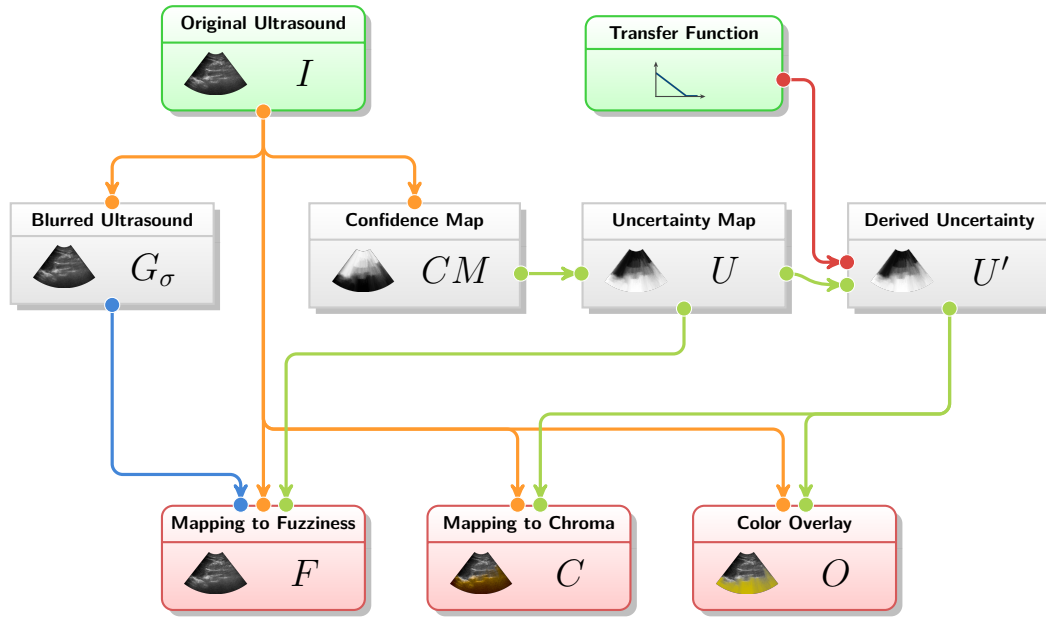 Original Ultrasound
I
Transfer Function
Blurred Ultrasound
G_σ
Confidence Map
CM
Uncertainty Map
U
Derived Uncertainty
U′
Mapping to Fuzziness
F
Mapping to Chroma
C
Color Overlay
O